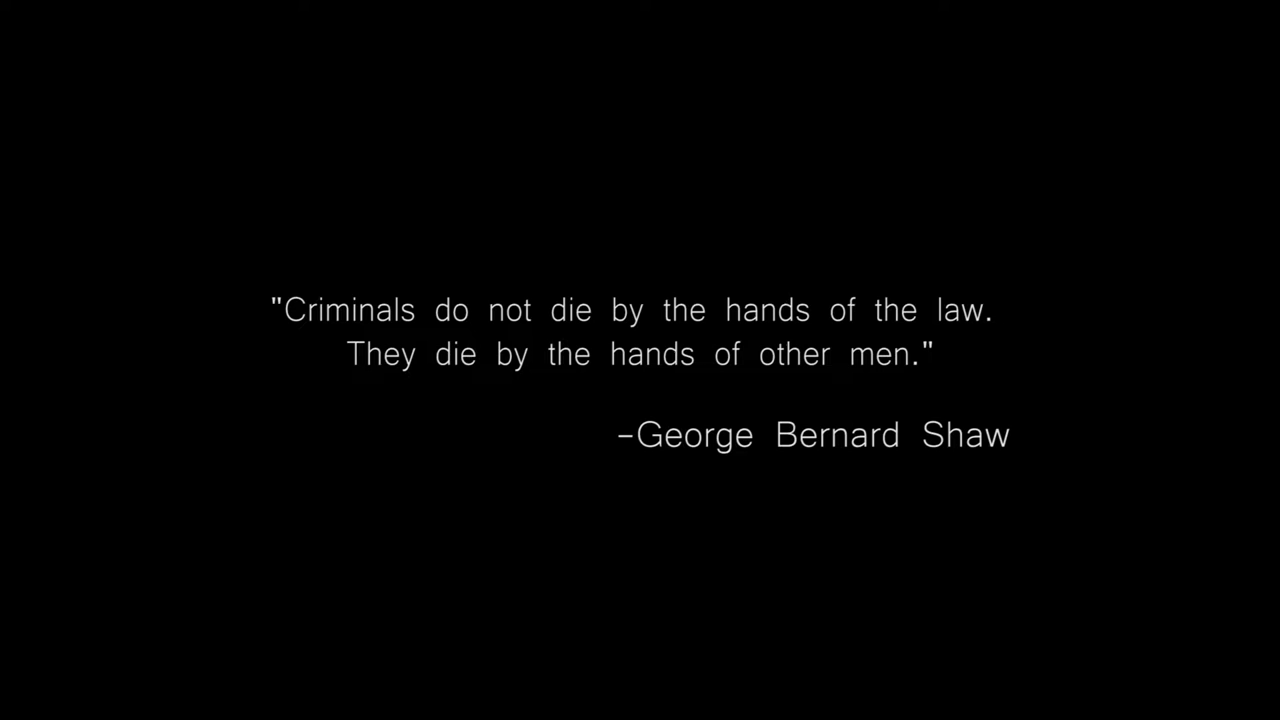 "Criminals do not die by the hands of the law.
They die by the hands of other men."
-George Bernard Shaw